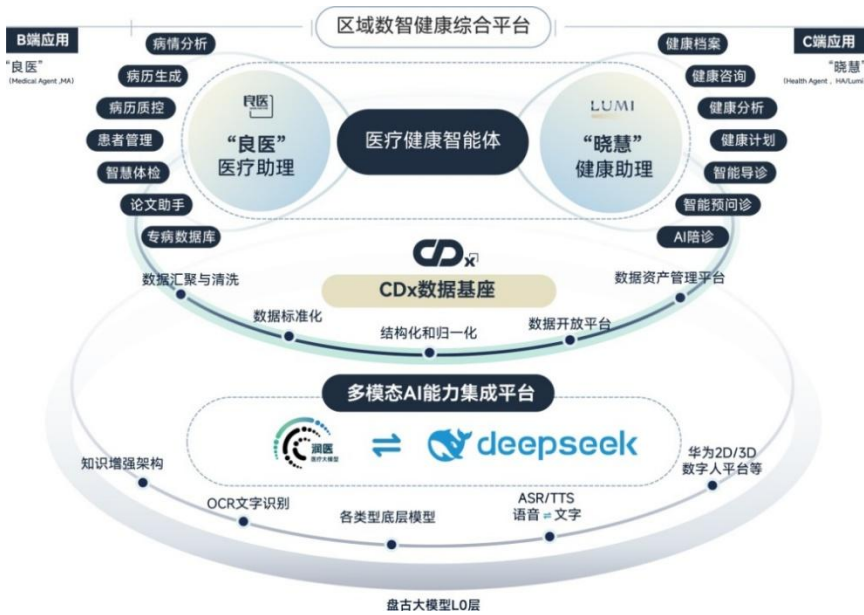 区域数智健康综合平台
B端应用
“良医”
(Medical Agent ,MA)
C端应用
“晓慧”
(Health Agent , HA/Lumi)
病情分析
病历生成
病历质控
患者管理
智慧体检
论文助手
专病数据库
良医
“良医”
医疗助理
医疗健康智能体
LUMI
“晓慧”
健康助理
健康档案
健康咨询
健康分析
健康计划
智能导诊
智能预问诊
AI陪诊
CDx
CDx数据基座
数据汇聚与清洗
数据标准化
结构化和归一化
数据开放平台
数据资产管理平台
多模态AI能力集成平台
润医
医疗大模型
deepseek
知识增强架构
OCR文字识别
各类型底层模型
ASR/TTS
语音⇌文字
华为2D/3D
数字人平台等
盘古大模型L0层